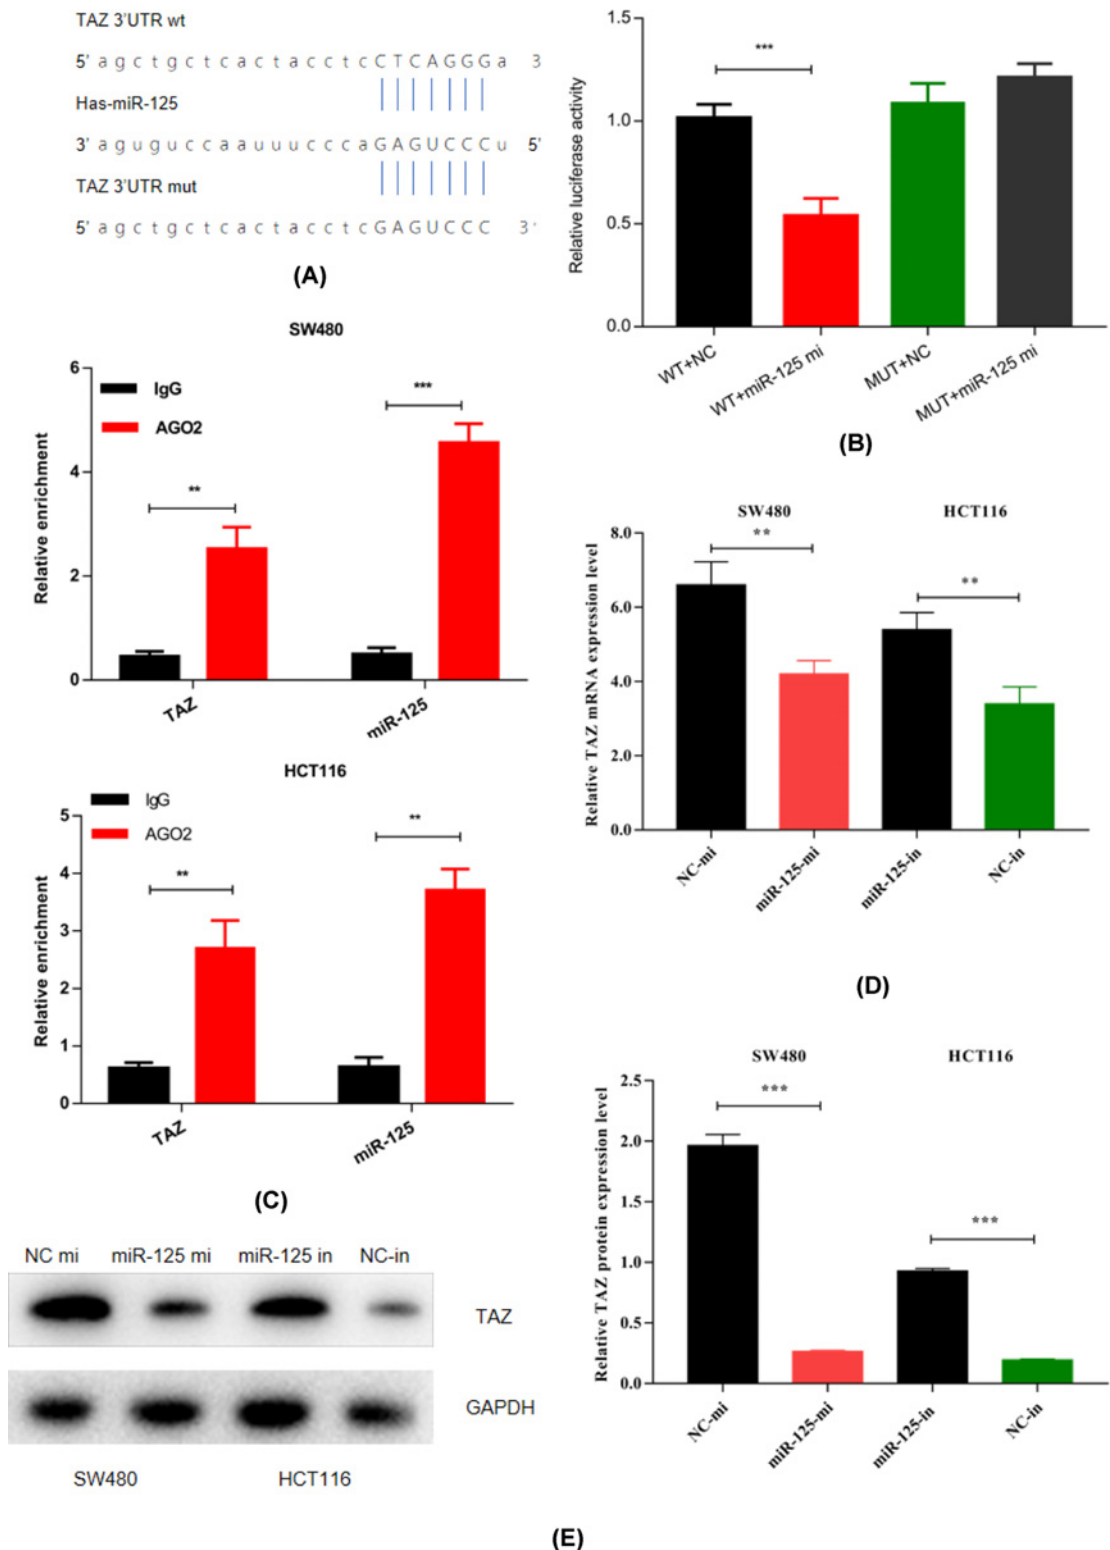 TAZ 3'UTR wt
5' a g c t g c t c a c t a c c t c C T C A G G G a 3
Has-miR-125
3' a g u g u c c a a u u u c c c a G A G U C C C u 5'
TAZ 3'UTR mut
5' a g c t g c t c a c t a c c t c G A G U C C C 3'
(A)
1.5
1.0
0.5
0.0
Relative luciferase activity
***
WT+NC
WT+miR-125 mi
MUT+NC
MUT+miR-125 mi
(B)
SW480
6
4
2
0
Relative enrichment
IgG
AGO2
**
***
TAZ
miR-125
HCT116
5
4
3
2
1
0
Relative enrichment
IgG
AGO2
**
**
TAZ
miR-125
(C)
SW480
HCT116
8.0
6.0
4.0
2.0
0.0
Relative TAZ mRNA expression level
**
**
NC-mi
miR-125-mi
miR-125-in
NC-in
(D)
NC mi miR-125 mi miR-125 in NC-in
TAZ
GAPDH
SW480 HCT116
SW480
HCT116
2.5
2.0
1.5
1.0
0.5
0.0
Relative TAZ protein expression level
***
***
NC-mi
miR-125-mi
miR-125-in
NC-in
(E)